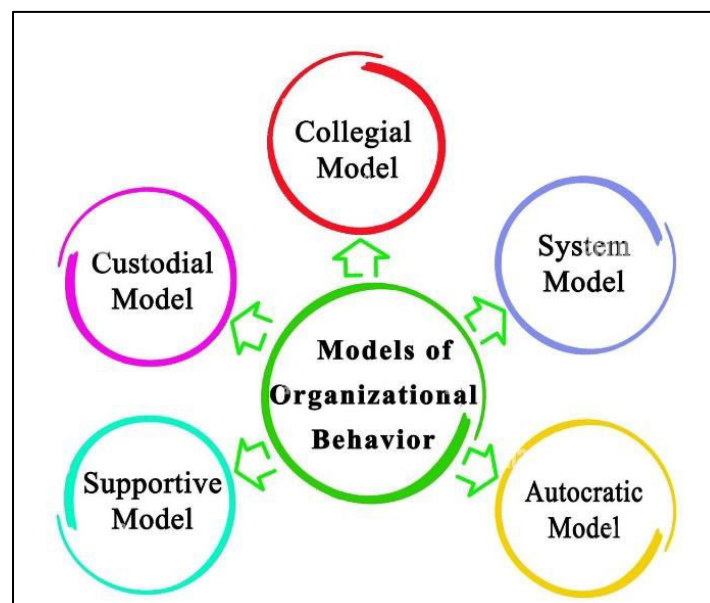 Collegial
Model
Custodial
Model
System
Model
Models of
Organizational
Behavior
Supportive
Model
Autocratic
Model